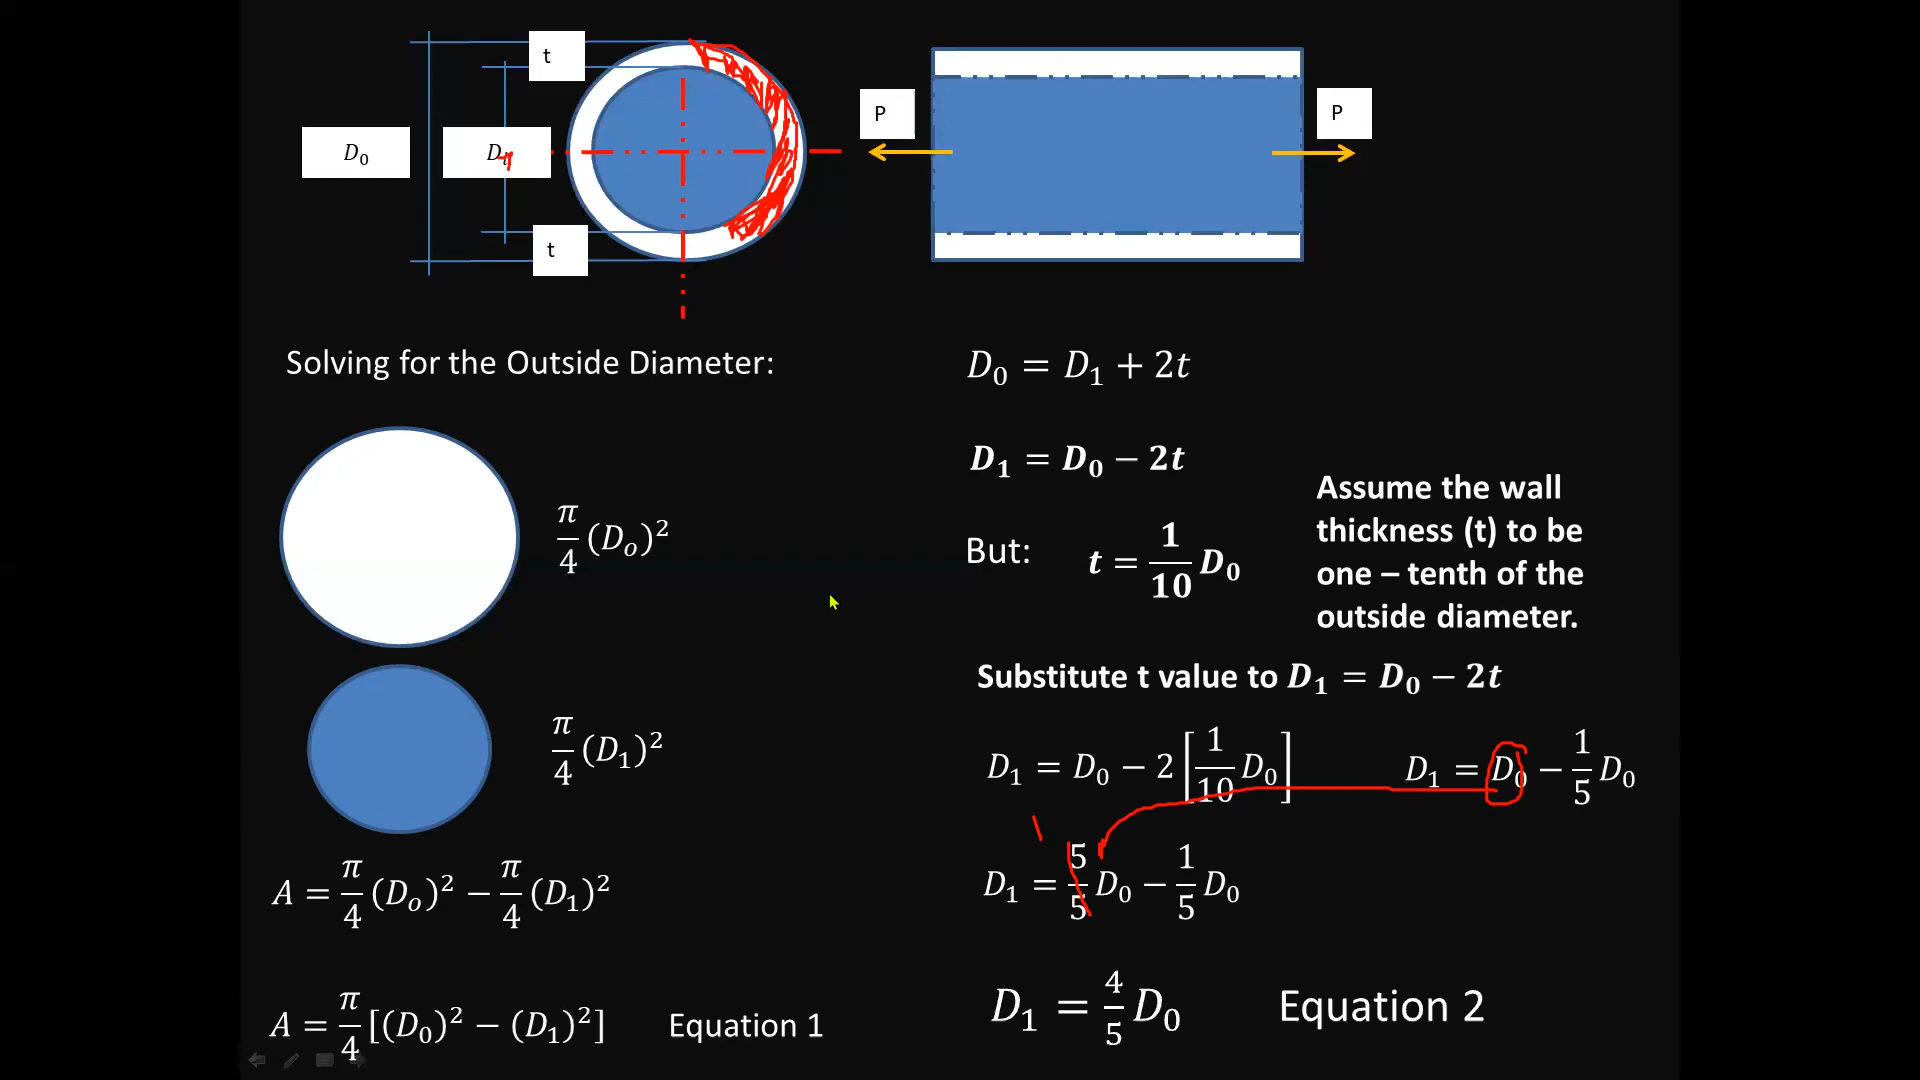 t
P
P
D₀
D₁
t
Solving for the Outside Diameter:
D₀ = D₁ + 2t
D₁ = D₀ − 2t
But: t = 1/10 D₀
Assume the wall
thickness (t) to be
one – tenth of the
outside diameter.
π/4 (Dₒ)²
Substitute t value to D₁ = D₀ − 2t
π/4 (D₁)²
D₁ = D₀ − 2[1/10 D₀]
D₁ = D₀ − 1/5 D₀
D₁ = 5/5 D₀ − 1/5 D₀
A = π/4 (Dₒ)² − π/4 (D₁)²
D₁ = 4/5 D₀ Equation 2
A = π/4 [(D₀)² − (D₁)²] Equation 1